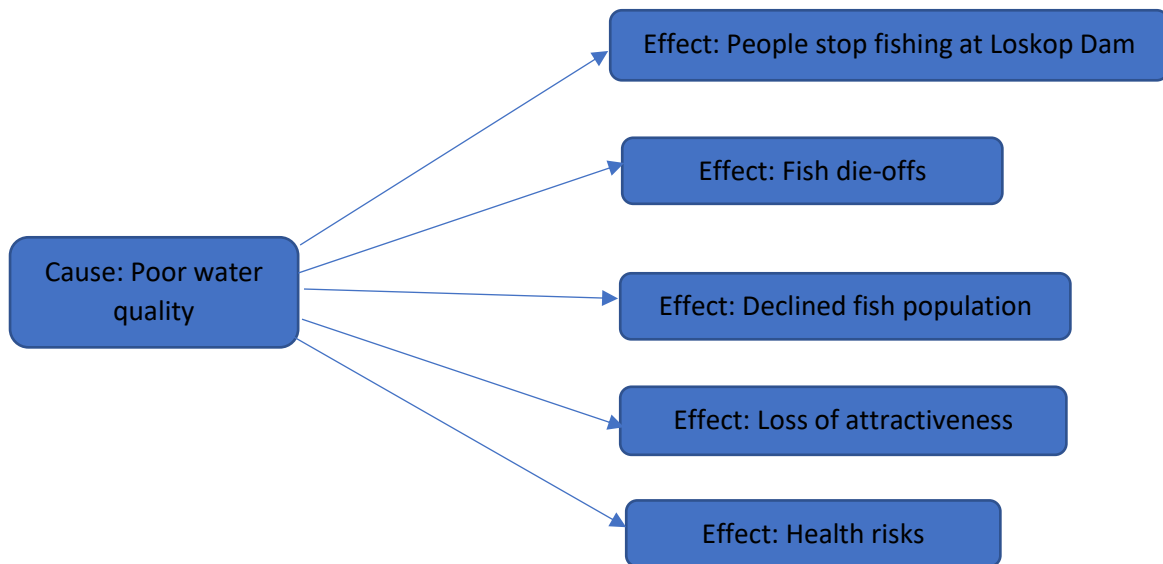 Effect: People stop fishing at Loskop Dam
Effect: Fish die-offs
Cause: Poor water
quality
Effect: Declined fish population
Effect: Loss of attractiveness
Effect: Health risks